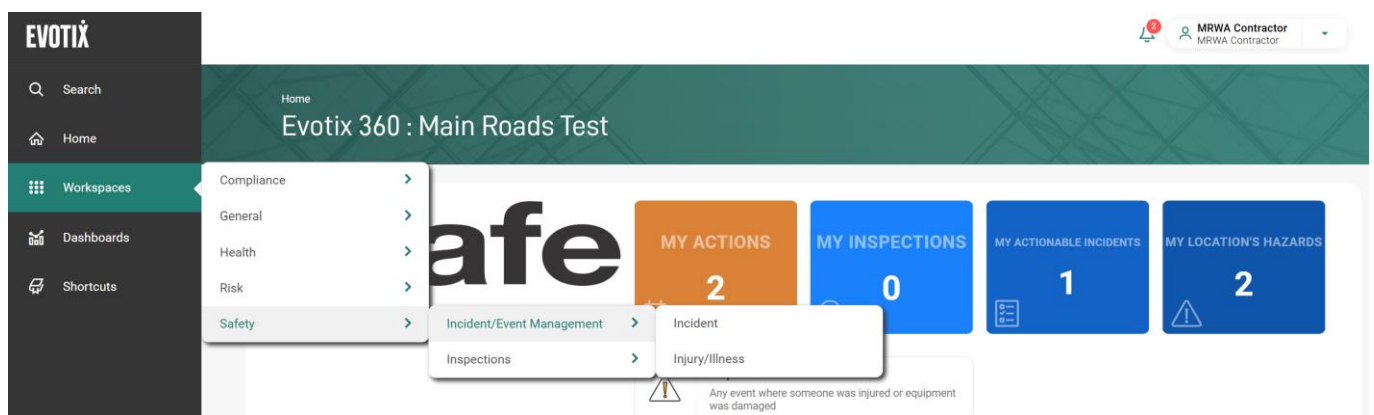 EVOTIX
2
MRWA Contractor
MRWA Contractor
Search
Home
Workspaces
Dashboards
Shortcuts
Home
Evotix 360 : Main Roads Test
Compliance
General
Health
Risk
Safety
Incident/Event Management
Inspections
Incident
Injury/Illness
afe
MY ACTIONS
2
MY INSPECTIONS
0
MY ACTIONABLE INCIDENTS
1
MY LOCATION'S HAZARDS
2
Any event where someone was injured or equipment
was damaged